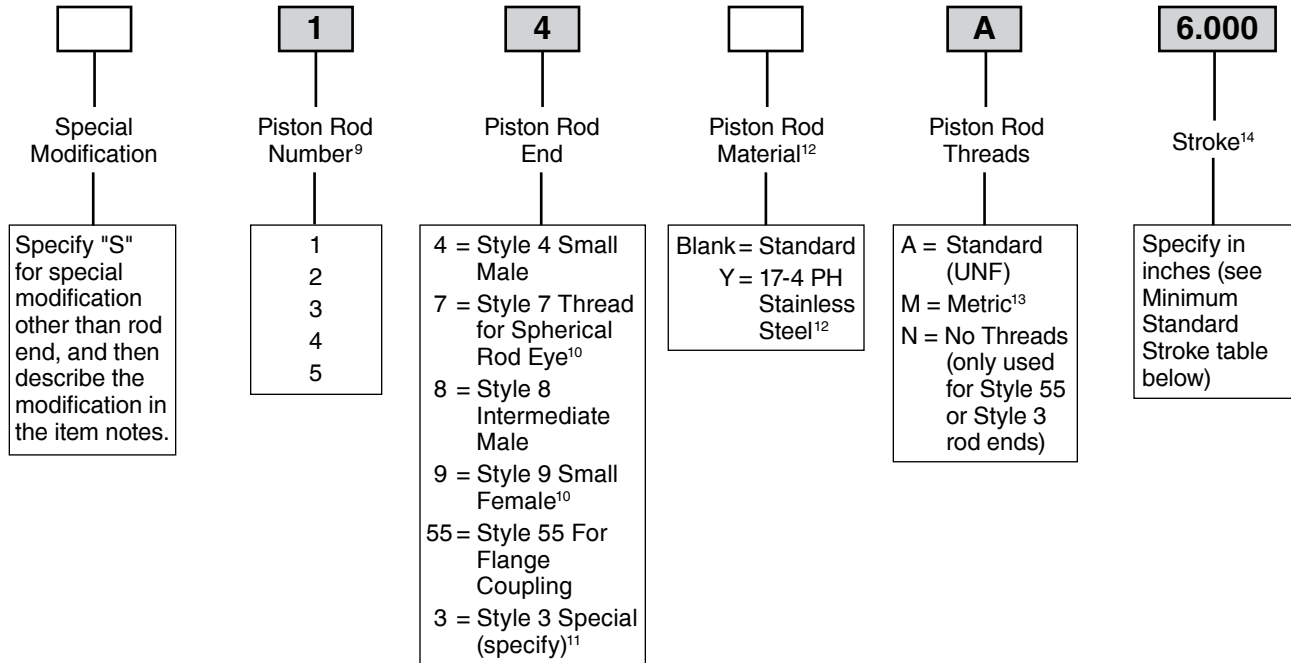 1 4 A 6.000
Special
Modification
Piston Rod
Number⁹
Piston Rod
End
Piston Rod
Material¹²
Piston Rod
Threads
Stroke¹⁴
Specify "S"
for special
modification
other than rod
end, and then
describe the
modification in
the item notes.
1
2
3
4
5
4 = Style 4 Small
Male
7 = Style 7 Thread
for Spherical
Rod Eye¹⁰
8 = Style 8
Intermediate
Male
9 = Style 9 Small
Female¹⁰
55 = Style 55 For
Flange
Coupling
3 = Style 3 Special
(specify)¹¹
Blank = Standard
Y = 17-4 PH
Stainless
Steel¹²
A = Standard
(UNF)
M = Metric¹³
N = No Threads
(only used
for Style 55
or Style 3
rod ends)
Specify in
inches (see
Minimum
Standard
Stroke table
below)